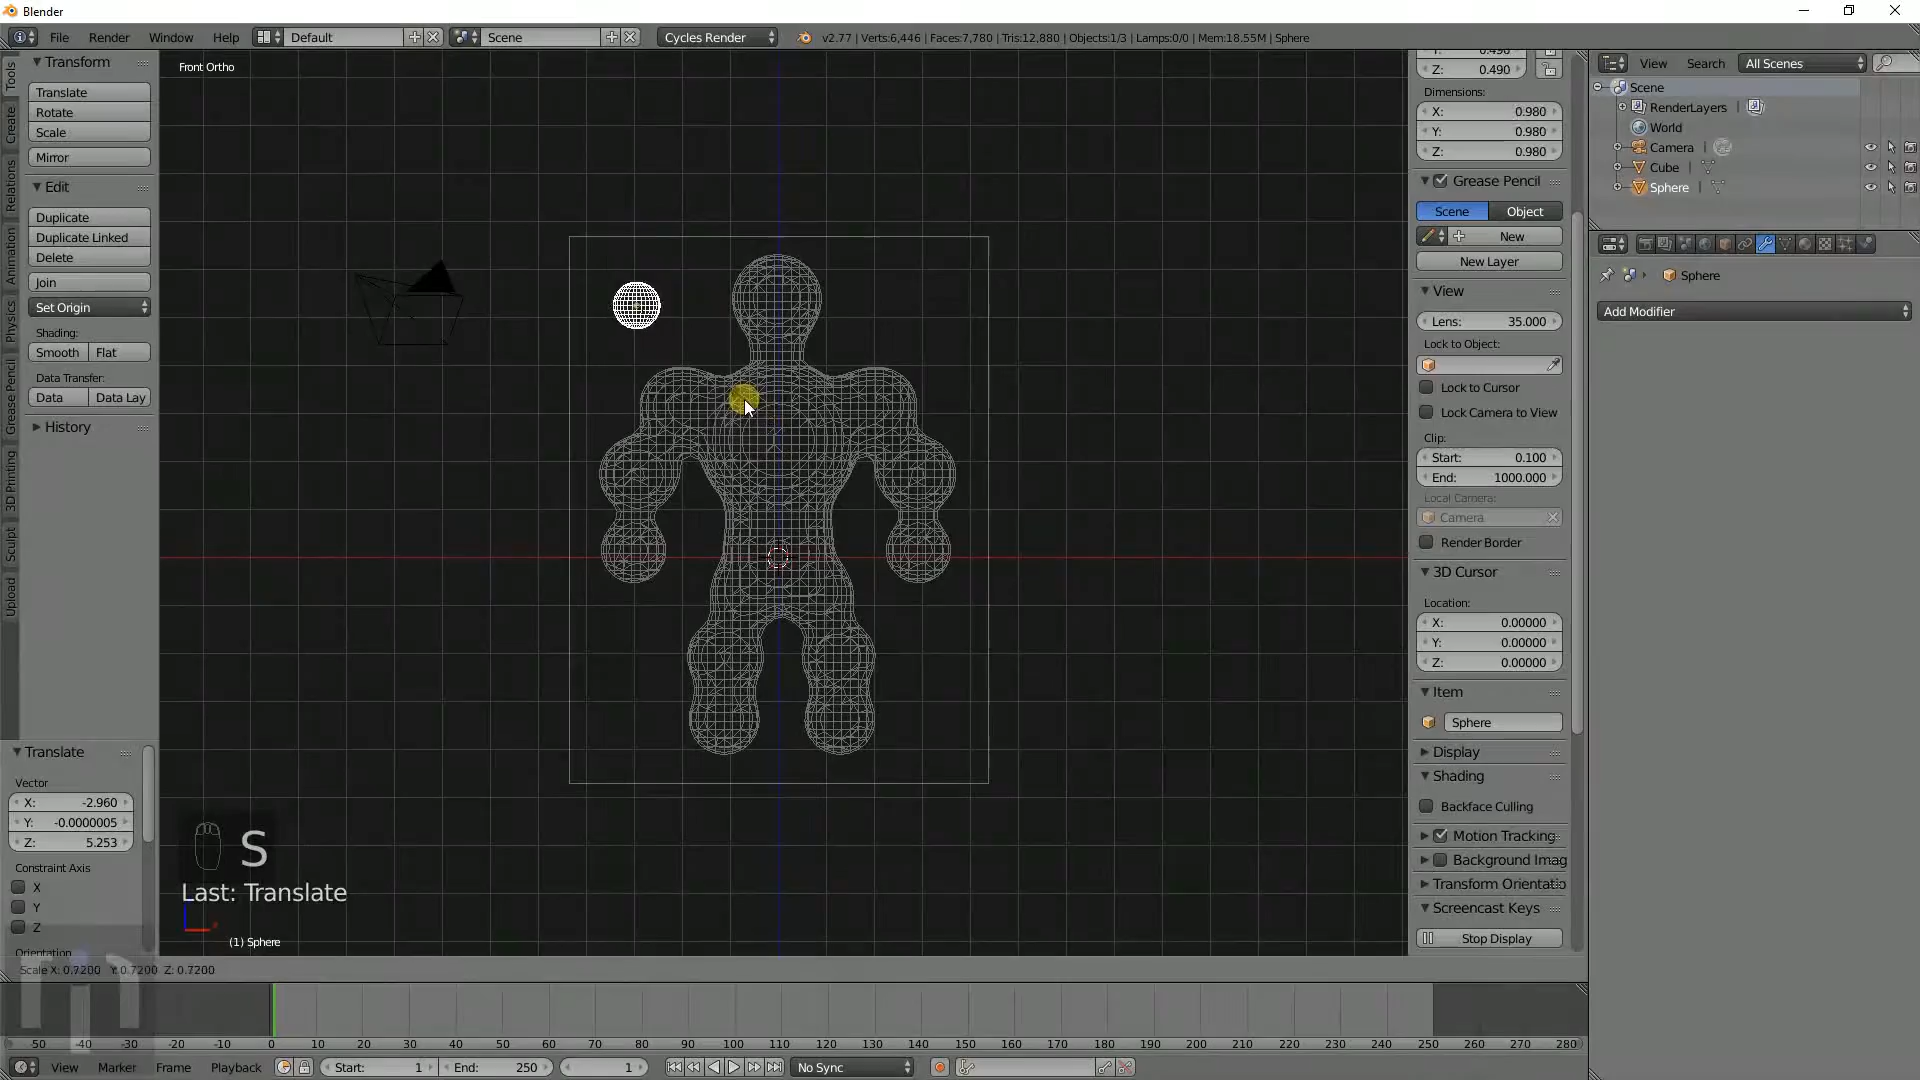 Blender
File Render Window Help Default Scene Cycles Render v2.77 | Verts:6,446 | Faces:7,780 | Tris:12,880 | Objects:1/3 | Lamps:0/0 | Mem:18.55M | Sphere
Tools
Create
Relations
Animation
Physics
Grease Pencil
3D Printing
Sculpt
Upload
Transform
Translate
Rotate
Scale
Mirror
Edit
Duplicate
Duplicate Linked
Delete
Join
Set Origin
Shading:
Smooth Flat
Data Transfer:
Data Data Lay
History
Translate
Vector
X: -2.960
Y: -0.0000005
Z: 5.253
Constraint Axis
X
Y
Z
Orientation
Front Ortho
S
Last: Translate
(1) Sphere
Scale X: 0.7200 Y: 0.7200 Z: 0.7200
Y: 0.490
Z: 0.490
Dimensions:
X: 0.980
Y: 0.980
Z: 0.980
Grease Pencil
Scene Object
New
New Layer
View
Lens: 35.000
Lock to Object:
Lock to Cursor
Lock Camera to View
Clip:
Start: 0.100
End: 1000.000
Local Camera:
Camera
Render Border
3D Cursor
Location:
X: 0.00000
Y: 0.00000
Z: 0.00000
Item
Sphere
Display
Shading
Backface Culling
Motion Tracking
Background Imag
Transform Orientatio
Screencast Keys
Stop Display
View Search All Scenes
Scene
RenderLayers
World
Camera
Cube
Sphere
Sphere
Add Modifier
-50 -40 -30 -20 -10 0 10 20 30 40 50 60 70 80 90 100 110 120 130 140 150 160 170 180 190 200 210 220 230 240 250 260 270 280
View Marker Frame Playback Start: 1 End: 250 1 No Sync